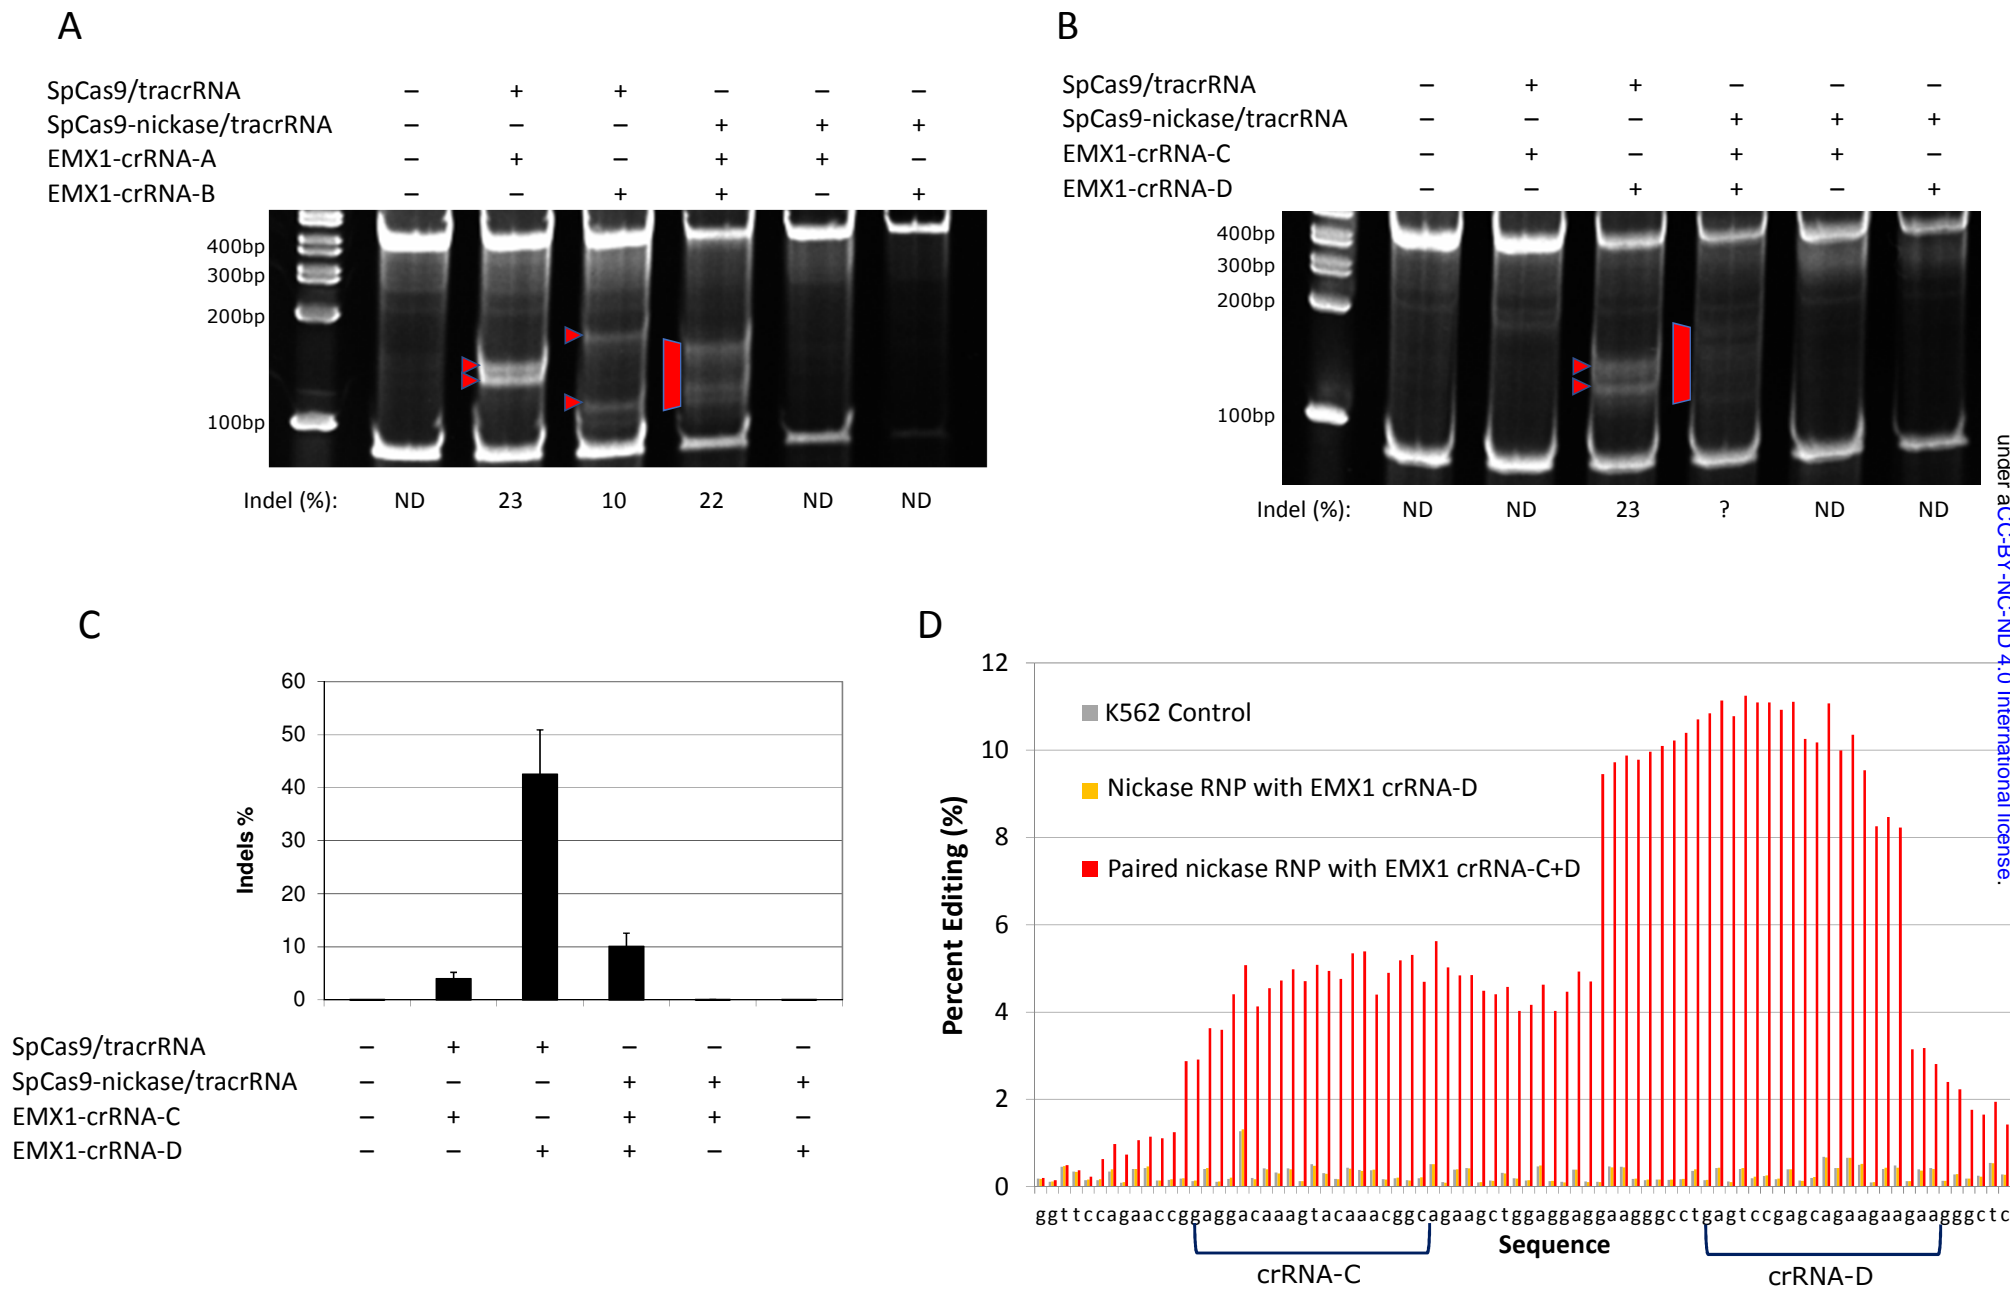 A
SpCas9/tracrRNA – + + – – –
SpCas9-nickase/tracrRNA – – – + + +
EMX1-crRNA-A – + – + + –
EMX1-crRNA-B – – + + – +
400bp
300bp
200bp
100bp
Indel (%): ND 23 10 22 ND ND
B
SpCas9/tracrRNA – + + – – –
SpCas9-nickase/tracrRNA – – – + + +
EMX1-crRNA-C – + – + + –
EMX1-crRNA-D – – + + – +
400bp
300bp
200bp
100bp
Indel (%): ND ND 23 ? ND ND
under aCC-BY-NC-ND 4.0 International license.
C
Indels %
60
50
40
30
20
10
0
SpCas9/tracrRNA – + + – – –
SpCas9-nickase/tracrRNA – – – + + +
EMX1-crRNA-C – + – + + –
EMX1-crRNA-D – – + + – +
D
Percent Editing (%)
12
10
8
6
4
2
0
K562 Control
Nickase RNP with EMX1 crRNA-D
Paired nickase RNP with EMX1 crRNA-C+D
ggttccagaaccggaggacaaagtacaaacggcagaagctggaggaggaagggcctgagtccgagcagaagaagaagggctc
Sequence
crRNA-C
crRNA-D